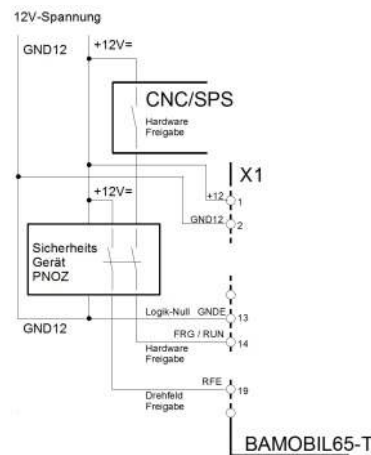 12V-Spannung
GND12
+12V=
CNC/SPS
Hardware
Freigabe
X1
+12
1
+12V=
GND12
2
Sicherheits
Gerät
PNOZ
Logik-Null GNDE
13
GND12
FRG / RUN
14
Hardware
Freigabe
RFE
19
Drehfeld
Freigabe
BAMOBIL65-T